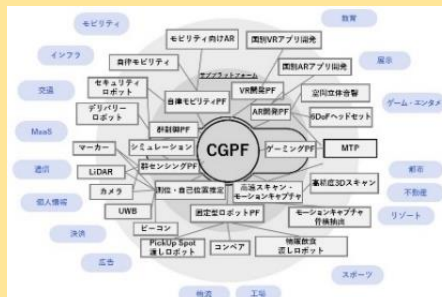 モビリティ
教育
モビリティ向けAR
国別VRアプリ開発
インフラ
自律モビリティ
国別ARアプリ開発
展示
サブプラットフォーム
セキュリティ
ロボット
VR開発PF
交通
自律モビリティPF
空間立体音響
AR開発PF
ゲーム・エンタメ
デリバリー
ロボット
6DoFヘッドセット
群制御PF
MaaS
シミュレーション
CGPF
ゲーミングPF
MTP
マーカー
群センシングPF
都市
通信
LiDAR
高速スキャン・
モーションキャプチャ
高精度3Dスキャン
測位・自己位置推定
不動産
カメラ
個人情報
固定型ロボットPF
モーションキャプチャ
骨格抽出
リゾート
UWB
決済
ビーコン
PickUp Spot
渡しロボット
コンベア
物販飲食
渡しロボット
広告
スポーツ
物流
工場